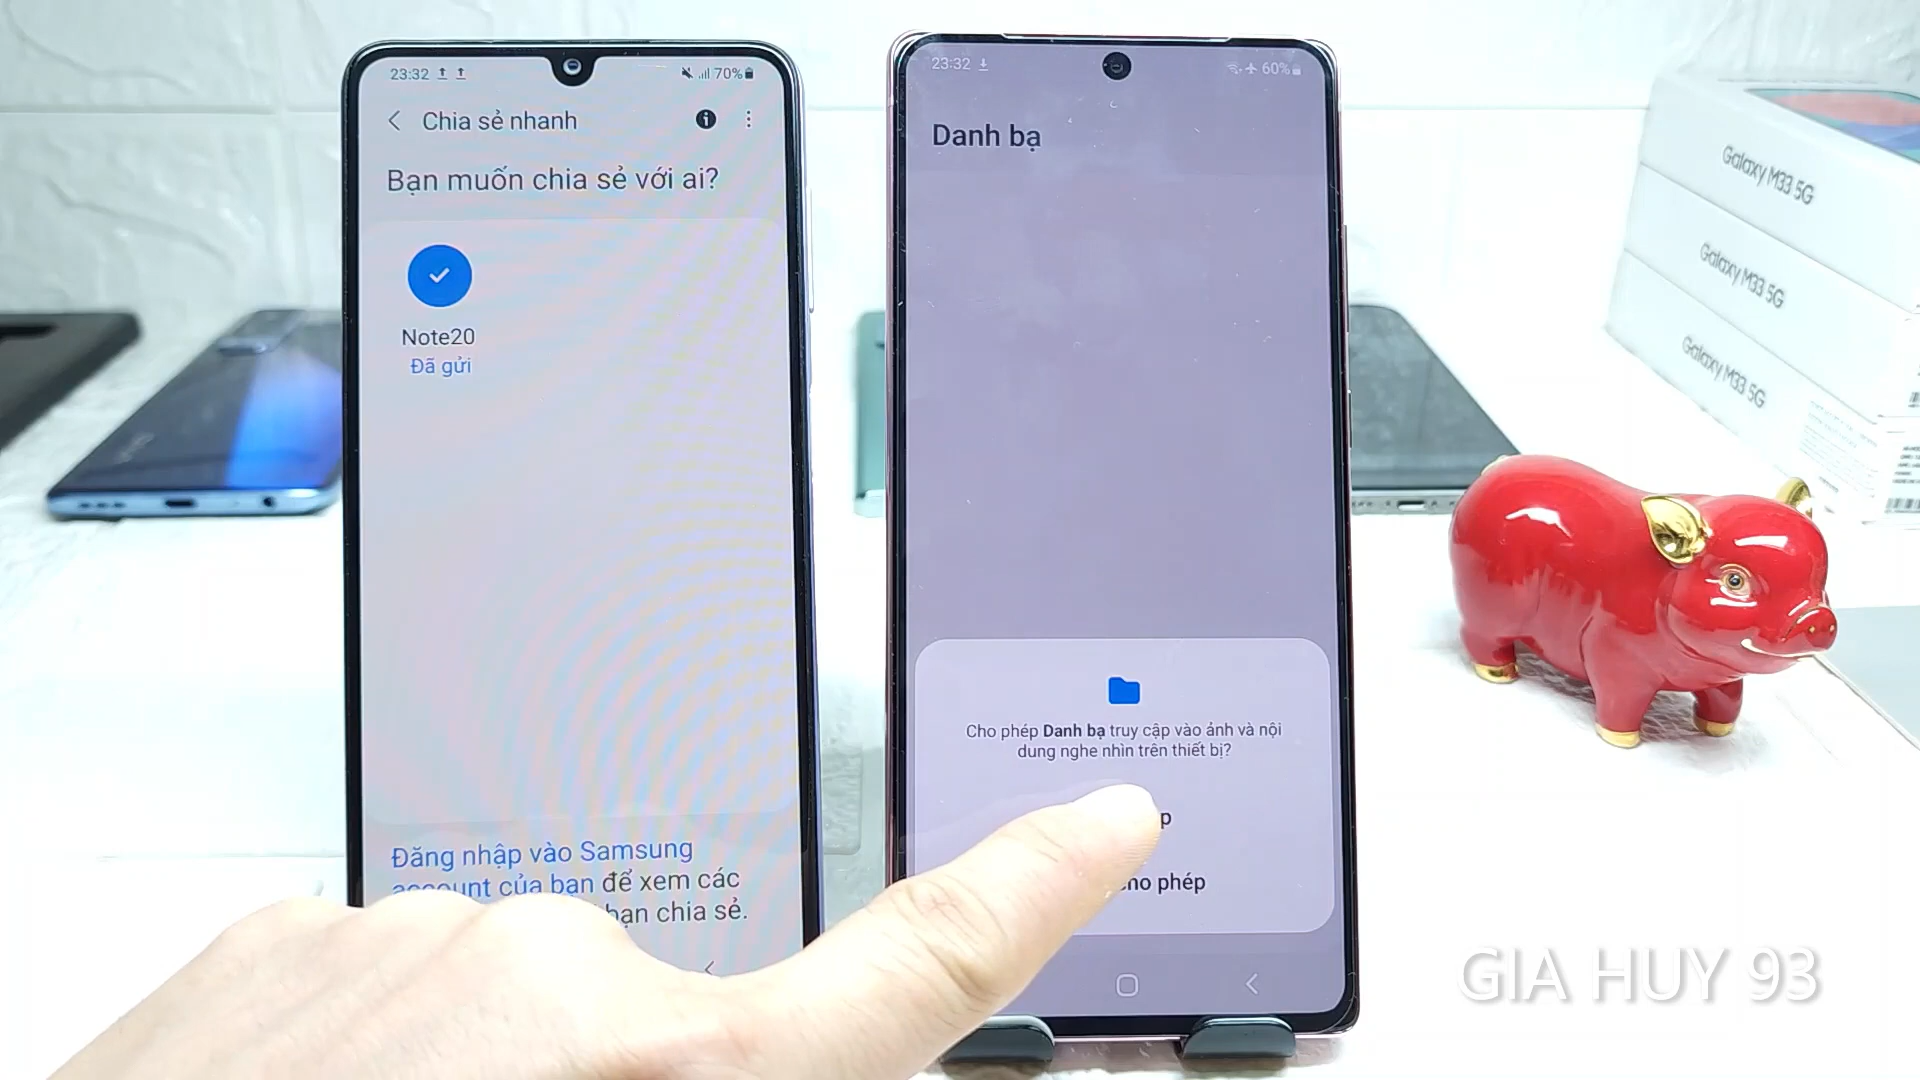 23:32
70%
Chia sẻ nhanh
Bạn muốn chia sẻ với ai?
Note20
Đã gửi
Đăng nhập vào Samsung
account của bạn để xem các
bạn chia sẻ.
23:32
60%
Danh bạ
Cho phép Danh bạ truy cập vào ảnh và nội
dung nghe nhìn trên thiết bị?
cho phép
Galaxy M33 5G
Galaxy M33 5G
Galaxy M33 5G
GIA HUY 93